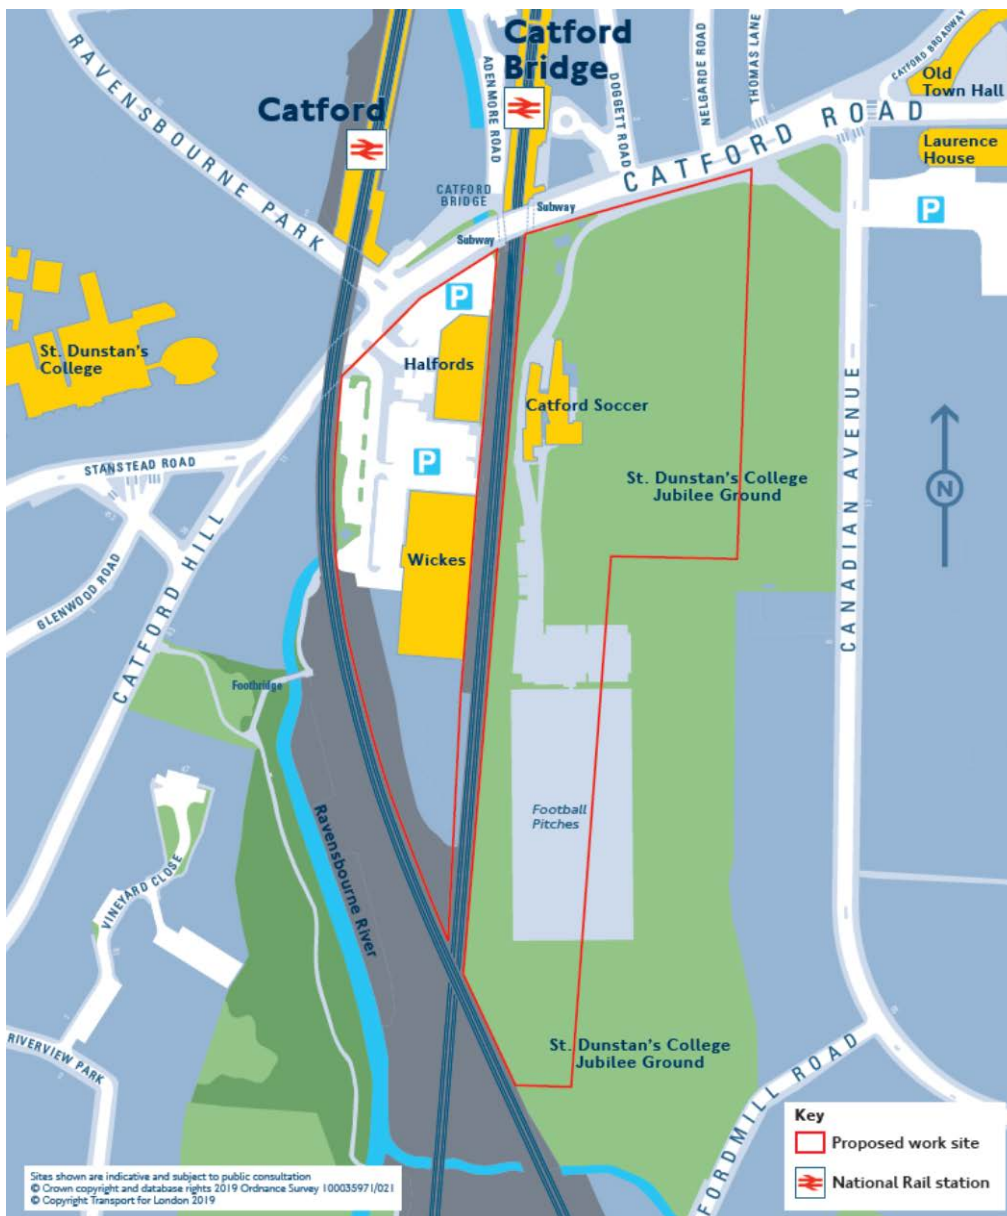 Catford
Bridge
Catford
RAVENSBOURNE PARK
ADENMORE ROAD
DOGGETT ROAD
NELGARDE ROAD
THOMAS LANE
CATFORD BROADWAY
Old
Town Hall
CATFORD ROAD
Laurence
House
P
CATFORD
BRIDGE
Subway
Subway
P
St. Dunstan's
College
Halfords
Catford Soccer
P
STANSTEAD ROAD
St. Dunstan's College
Jubilee Ground
CANADIAN AVENUE
N
Wickes
GLENWOOD ROAD
CATFORD HILL
Footbridge
Football
Pitches
Ravensbourne River
VINEYARD CLOSE
RIVERVIEW PARK
St. Dunstan's College
Jubilee Ground
FORDMILL ROAD
Key
Proposed work site
National Rail station
Sites shown are indicative and subject to public consultation
© Crown copyright and database rights 2019 Ordnance Survey 100035971/021
© Copyright Transport for London 2019